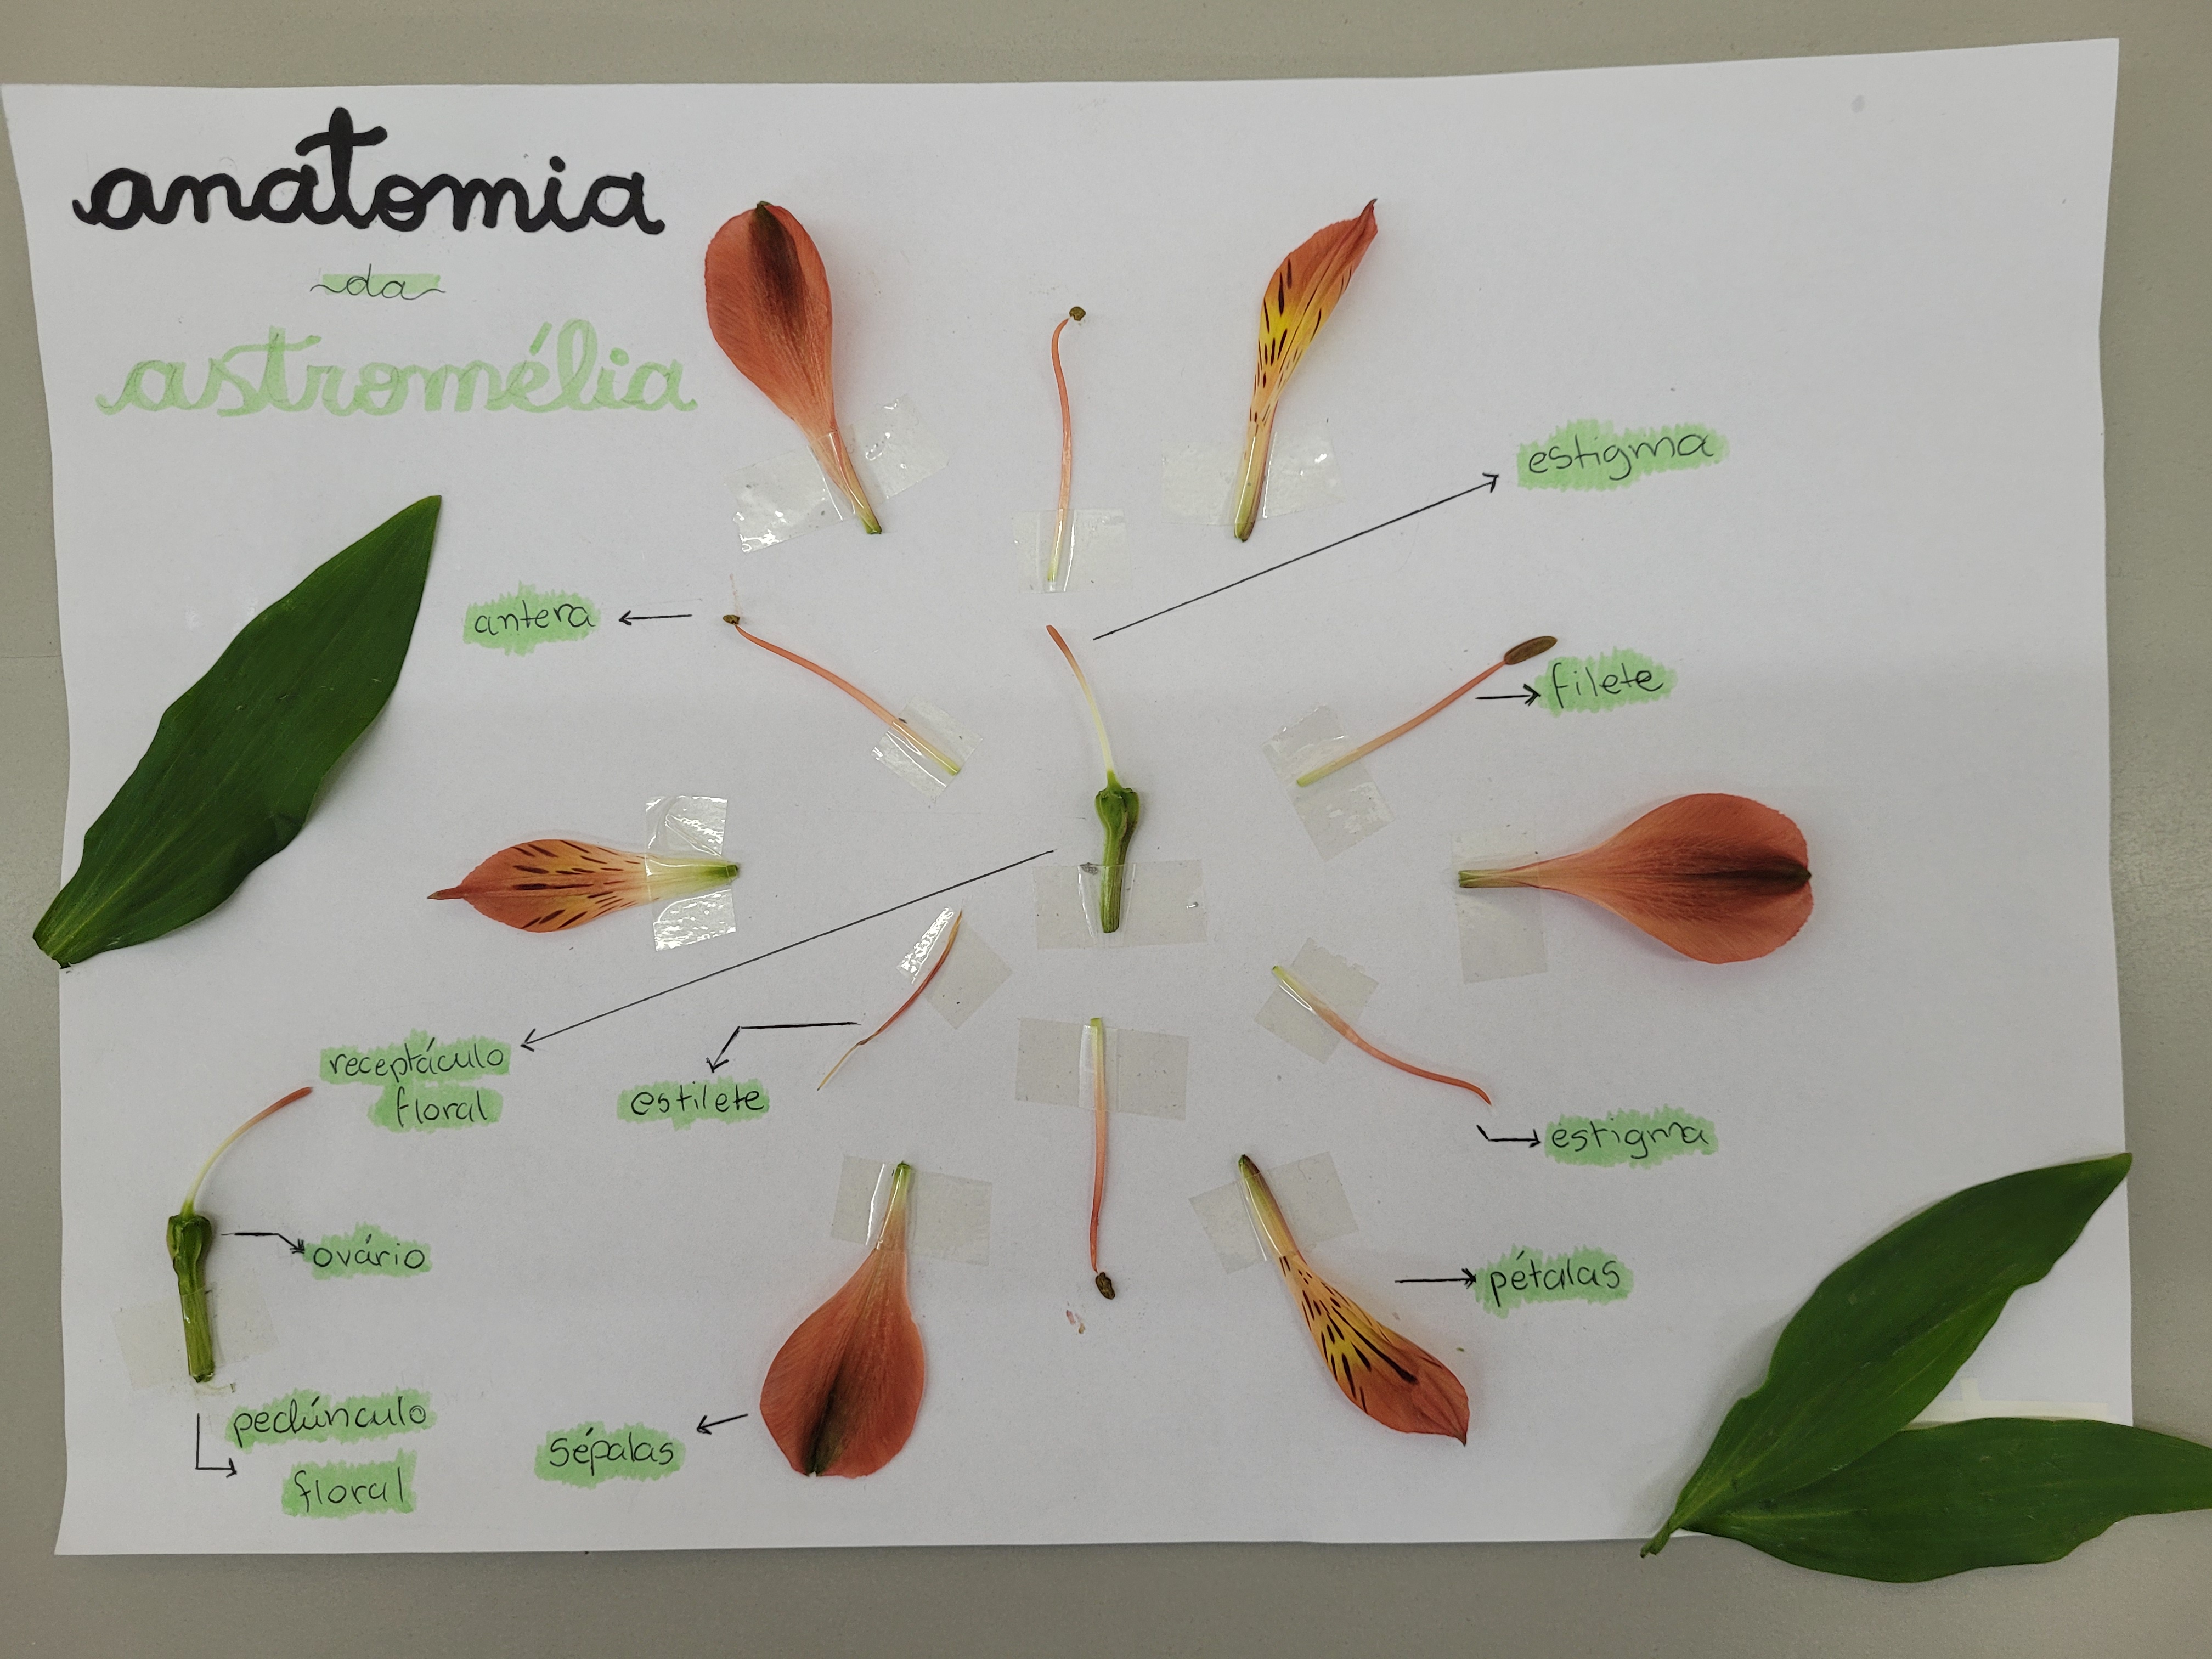 anatomia
da
astromélia
estigma
antera
filete
receptáculo
floral
estilete
estigma
ovário
pétalas
pedúnculo
floral
sépalas